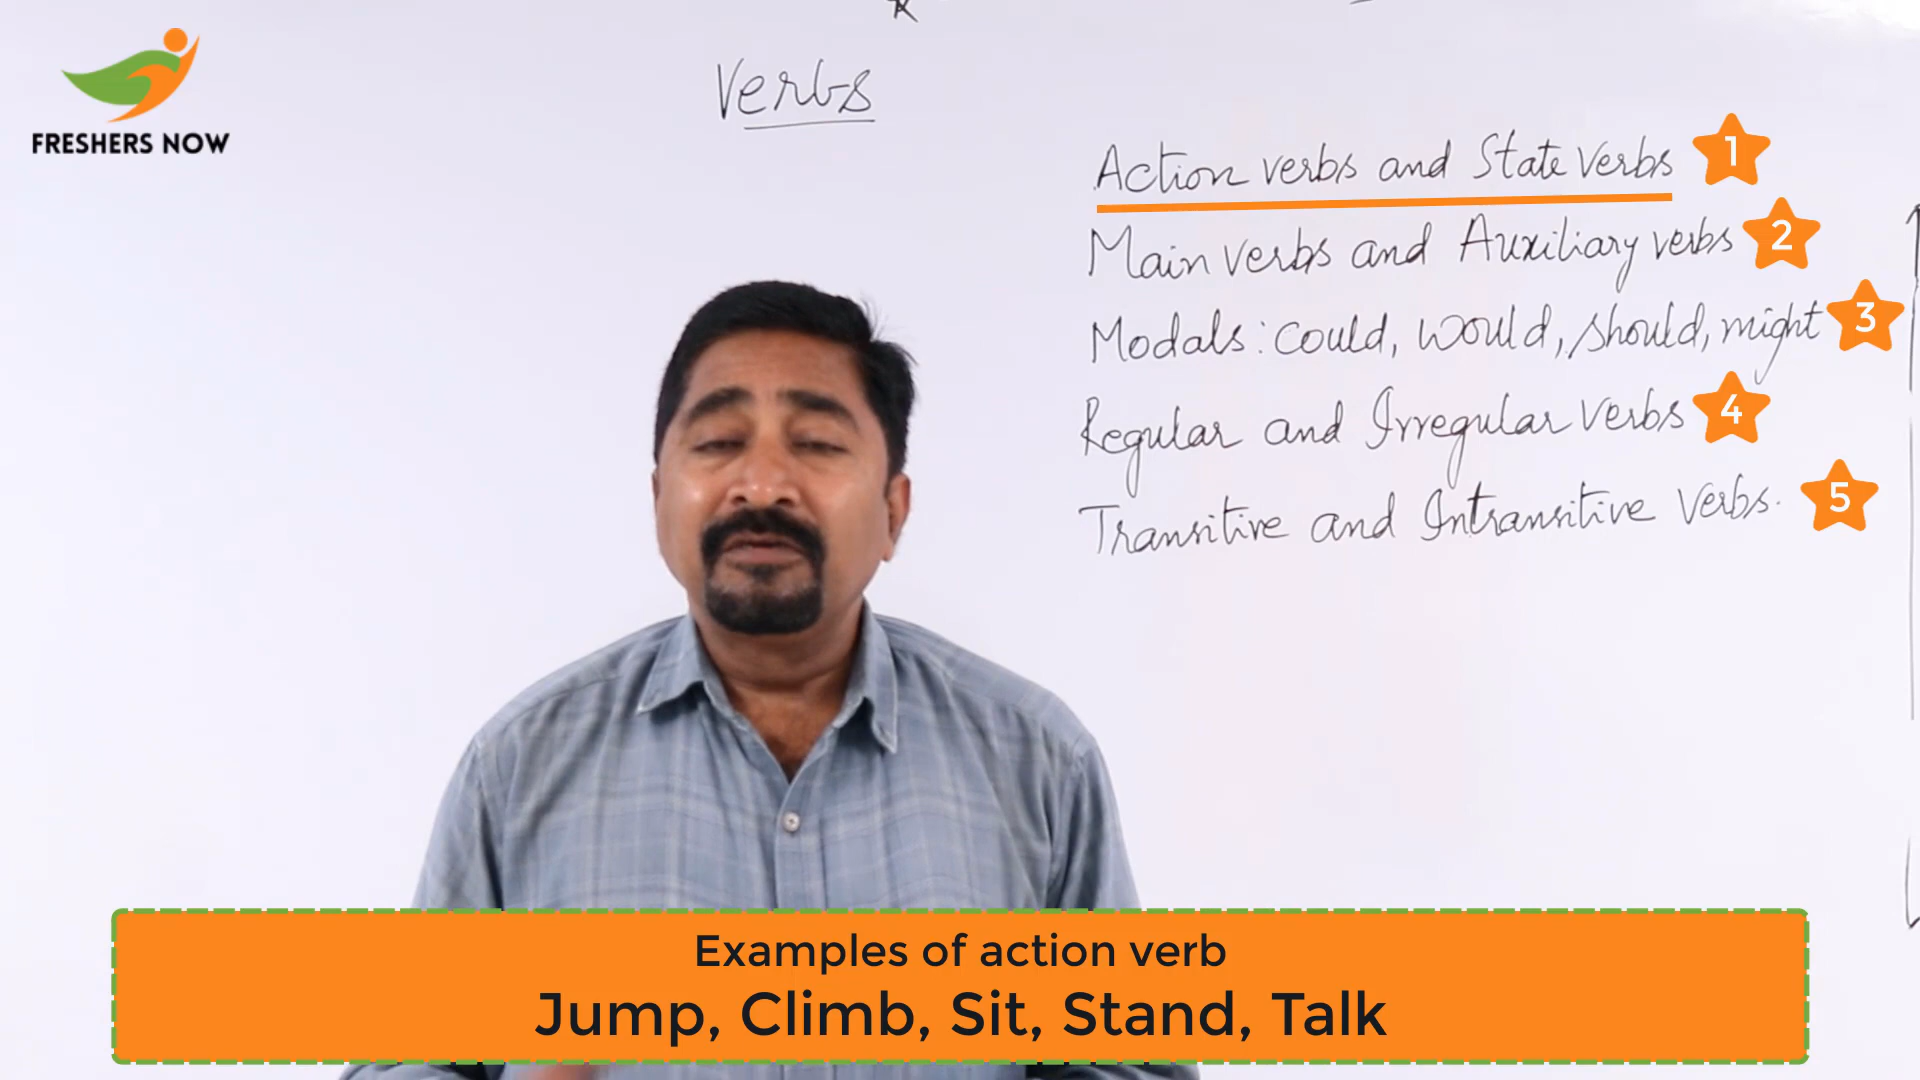 FRESHERS NOW
Verbs
Action verbs and State Verbs 1
Main verbs and Auxiliary verbs 2
Modals: could, would, should, might 3
Regular and Irregular Verbs 4
Transitive and Intransitive Verbs. 5
Examples of action verb
Jump, Climb, Sit, Stand, Talk